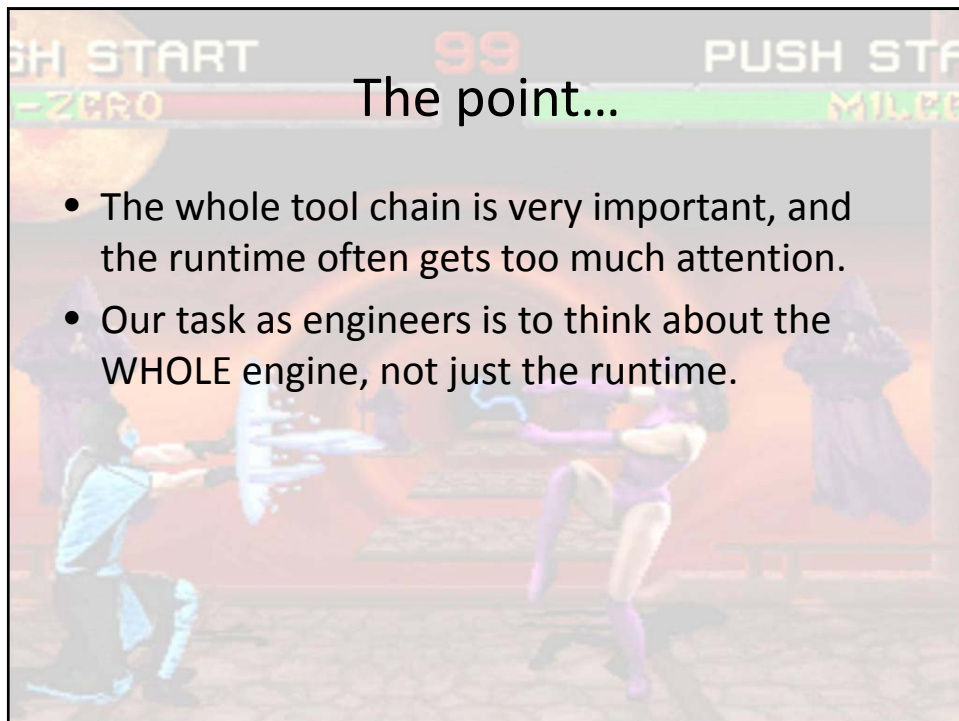 SH START 99 PUSH STA
-ZERO MILEE
The point...
• The whole tool chain is very important, and
the runtime often gets too much attention.
• Our task as engineers is to think about the
WHOLE engine, not just the runtime.